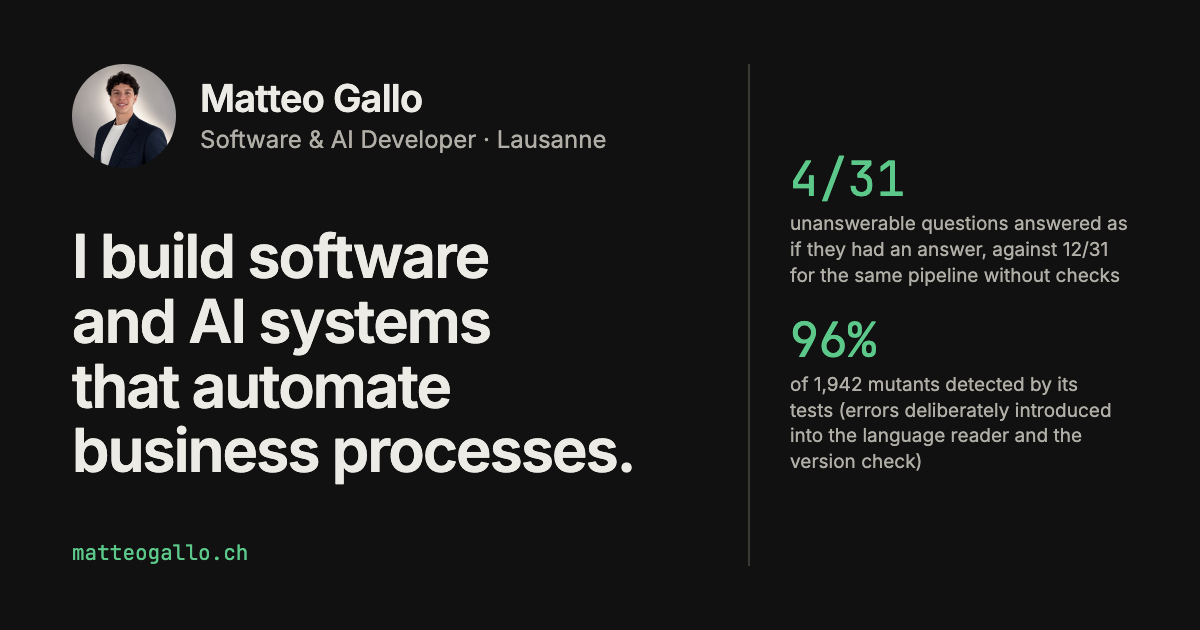 Matteo Gallo
Software & AI Developer · Lausanne
I build software
and AI systems
that automate
business processes.
matteogallo.ch
4/31
unanswerable questions answered as
if they had an answer, against 12/31
for the same pipeline without checks
96%
of 1,942 mutants detected by its
tests (errors deliberately introduced
into the language reader and the
version check)